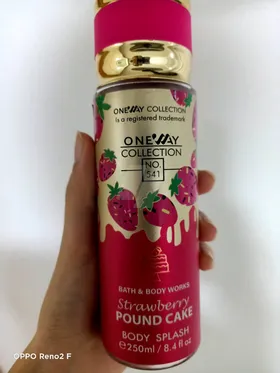 ONEWAY COLLECTION
Is a registered trademark
ONEWAY
COLLECTION
NO.
541
BATH & BODY WORKS
Strawberry
POUND CAKE
BODY SPLASH
℮250ml / 8.4 fl.oz
OPPO Reno2 F